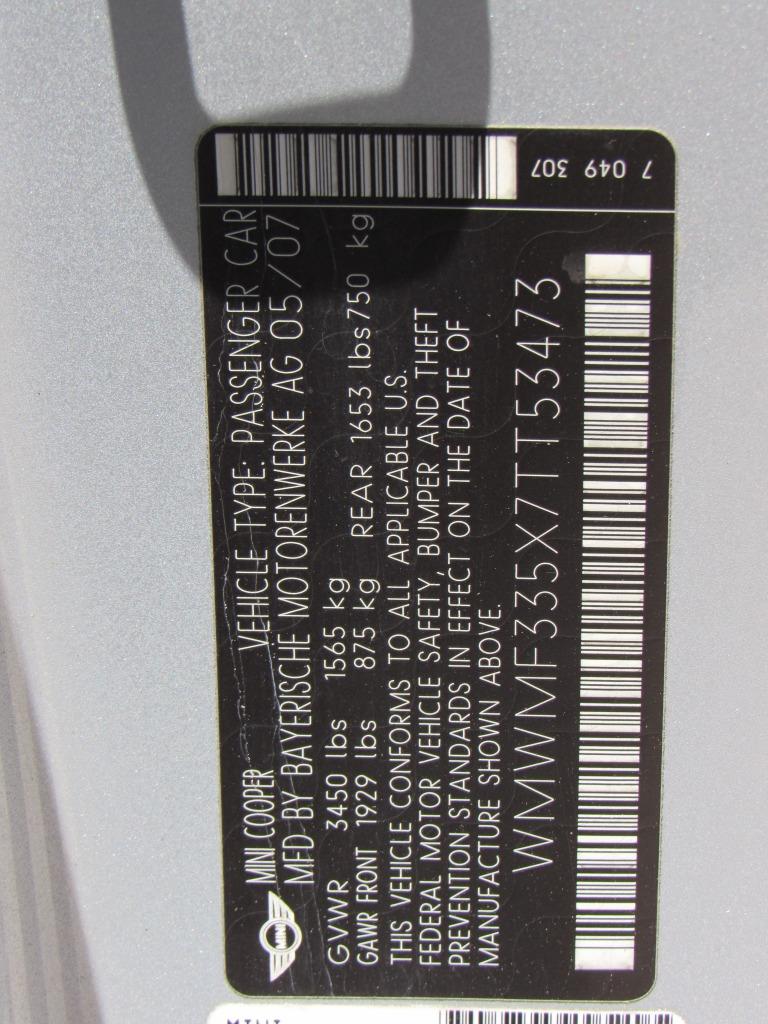 MINI COOPER VEHICLE TYPE: PASSENGER CAR
MFD BY BAYERISCHE MOTORENWERKE AG 05/07
GVWR 3450 lbs 1565 kg
GAWR FRONT 1929 lbs 875 kg REAR 1653 lbs 750 kg
THIS VEHICLE CONFORMS TO ALL APPLICABLE U.S.
FEDERAL MOTOR VEHICLE SAFETY, BUMPER AND THEFT
PREVENTION STANDARDS IN EFFECT ON THE DATE OF
MANUFACTURE SHOWN ABOVE.
WMWMF335X7TT53473
7 049 307
MINI